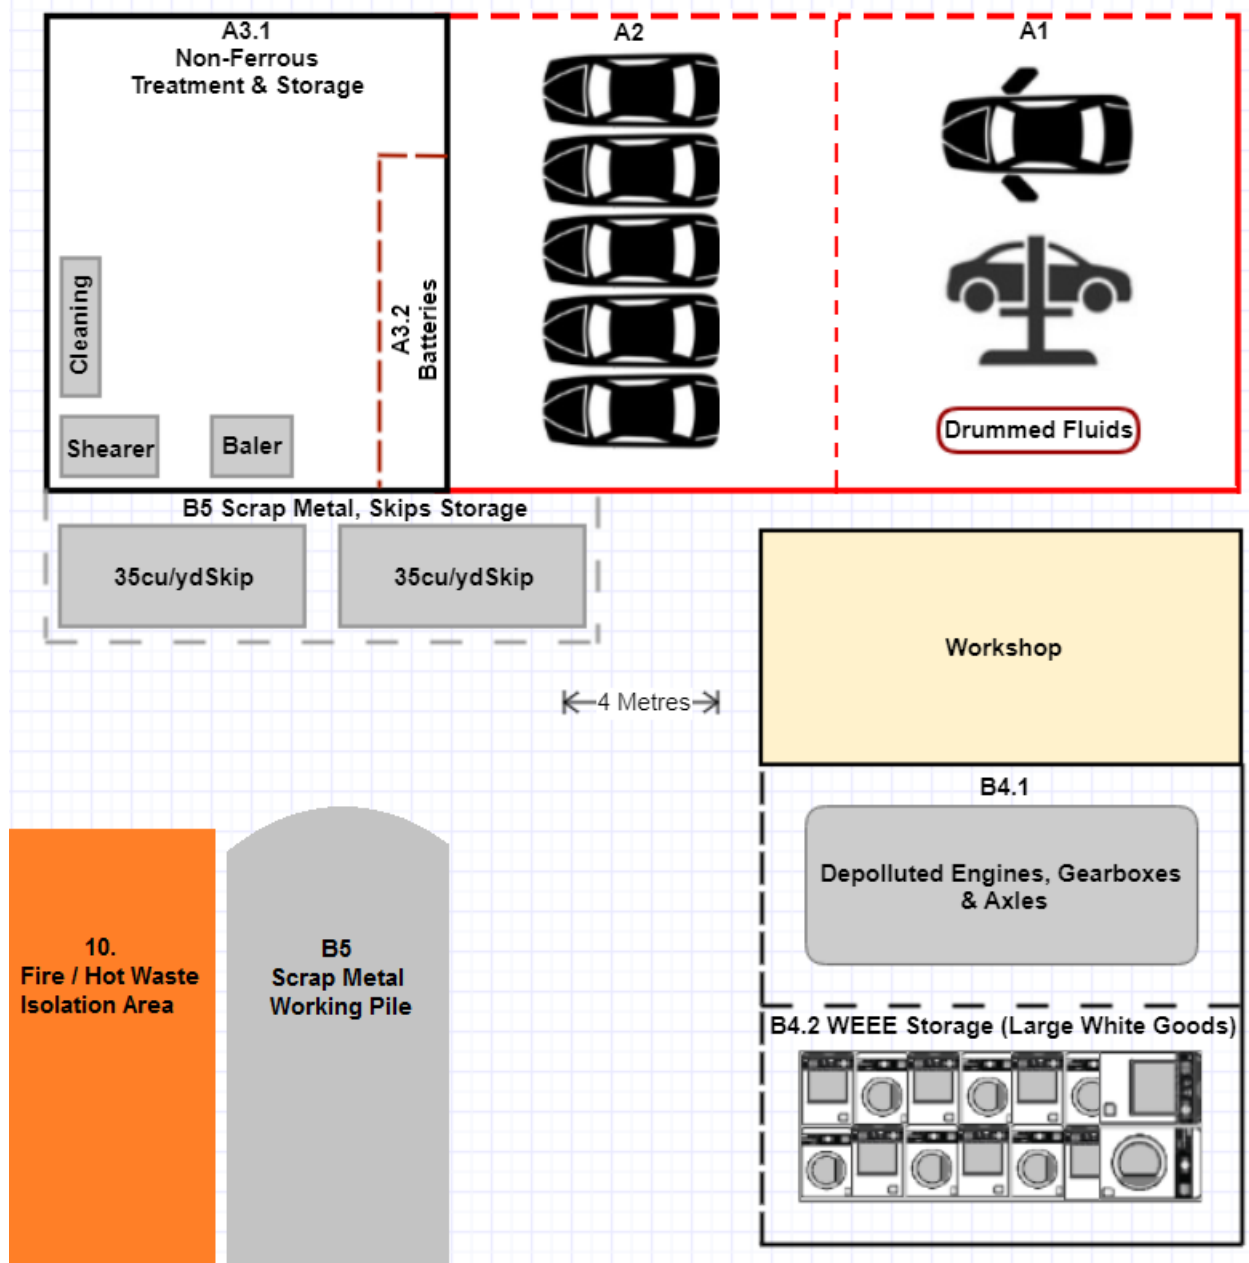 A3.1
Non-Ferrous
Treatment & Storage
A2
A1
Cleaning
A3.2
Batteries
Shearer
Baler
Drummed Fluids
B5 Scrap Metal, Skips Storage
35cu/ydSkip
35cu/ydSkip
Workshop
4 Metres
B4.1
Depolluted Engines, Gearboxes
& Axles
10.
Fire / Hot Waste
Isolation Area
B5
Scrap Metal
Working Pile
B4.2 WEEE Storage (Large White Goods)